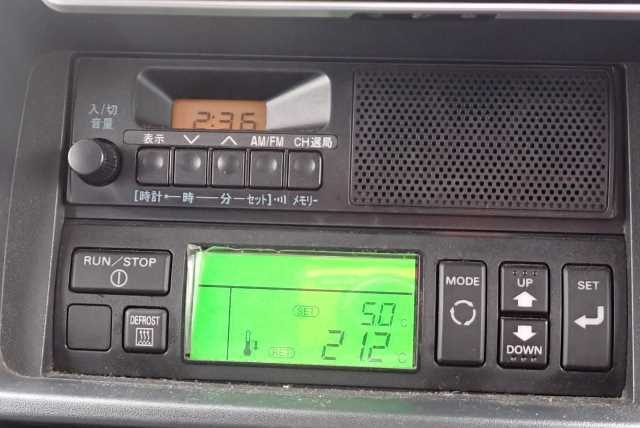 入/切
音量
2:36
表示 AM/FM CH選局
[時計 時 分 セット] メモリー
RUN/STOP
DEFROST
SET 5.0 C
RET 21.2 C
MODE
UP
DOWN
SET